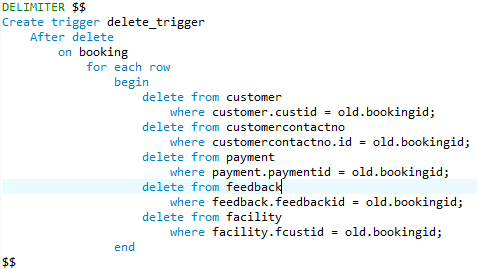 DELIMITER $$
Create trigger delete_trigger
After delete
on booking
for each row
begin
delete from customer
where customer.custid = old.bookingid;
delete from customercontactno
where customercontactno.id = old.bookingid;
delete from payment
where payment.paymentid = old.bookingid;
delete from feedback
where feedback.feedbackid = old.bookingid;
delete from facility
where facility.fcustid = old.bookingid;
end
$$